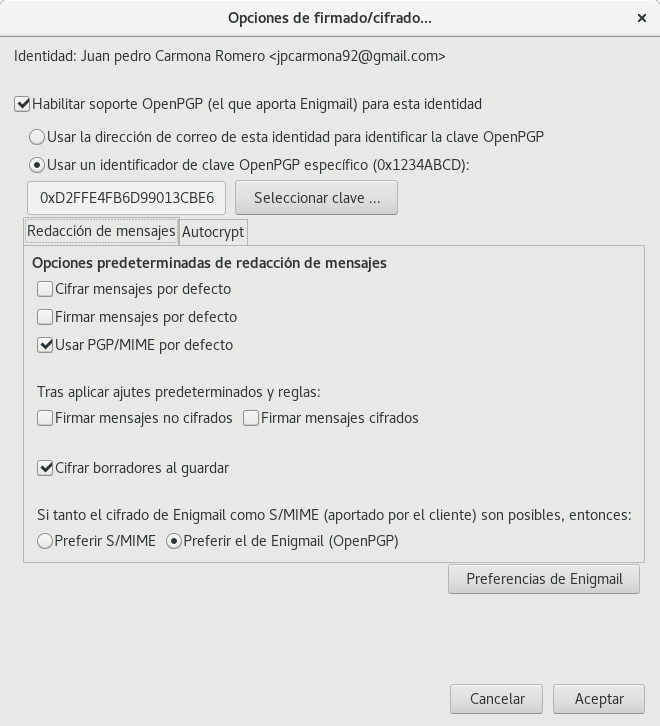 Opciones de firmado/cifrado...
Identidad: Juan pedro Carmona Romero <jpcarmona92@gmail.com>
Habilitar soporte OpenPGP (el que aporta Enigmail) para esta identidad
Usar la dirección de correo de esta identidad para identificar la clave OpenPGP
Usar un identificador de clave OpenPGP específico (0x1234ABCD):
0xD2FFE4FB6D99013CBE6 Seleccionar clave ...
Redacción de mensajes Autocrypt
Opciones predeterminadas de redacción de mensajes
Cifrar mensajes por defecto
Firmar mensajes por defecto
Usar PGP/MIME por defecto
Tras aplicar ajutes predeterminados y reglas:
Firmar mensajes no cifrados Firmar mensajes cifrados
Cifrar borradores al guardar
Si tanto el cifrado de Enigmail como S/MIME (aportado por el cliente) son posibles, entonces:
Preferir S/MIME Preferir el de Enigmail (OpenPGP)
Preferencias de Enigmail
Cancelar Aceptar